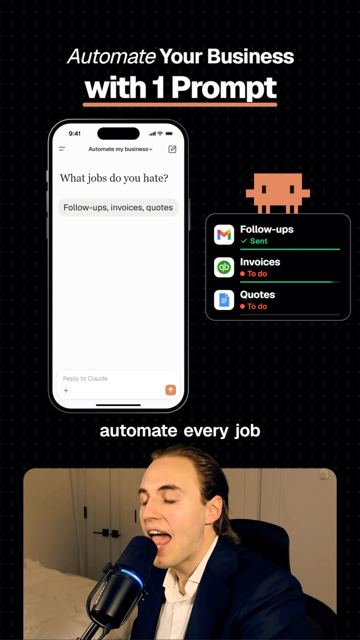 Automate Your Business
with 1 Prompt
9:41
Automate my business
What jobs do you hate?
Follow-ups, invoices, quotes
Reply to Claude
Follow-ups
✓ Sent
Invoices
To do
Quotes
To do
automate every job